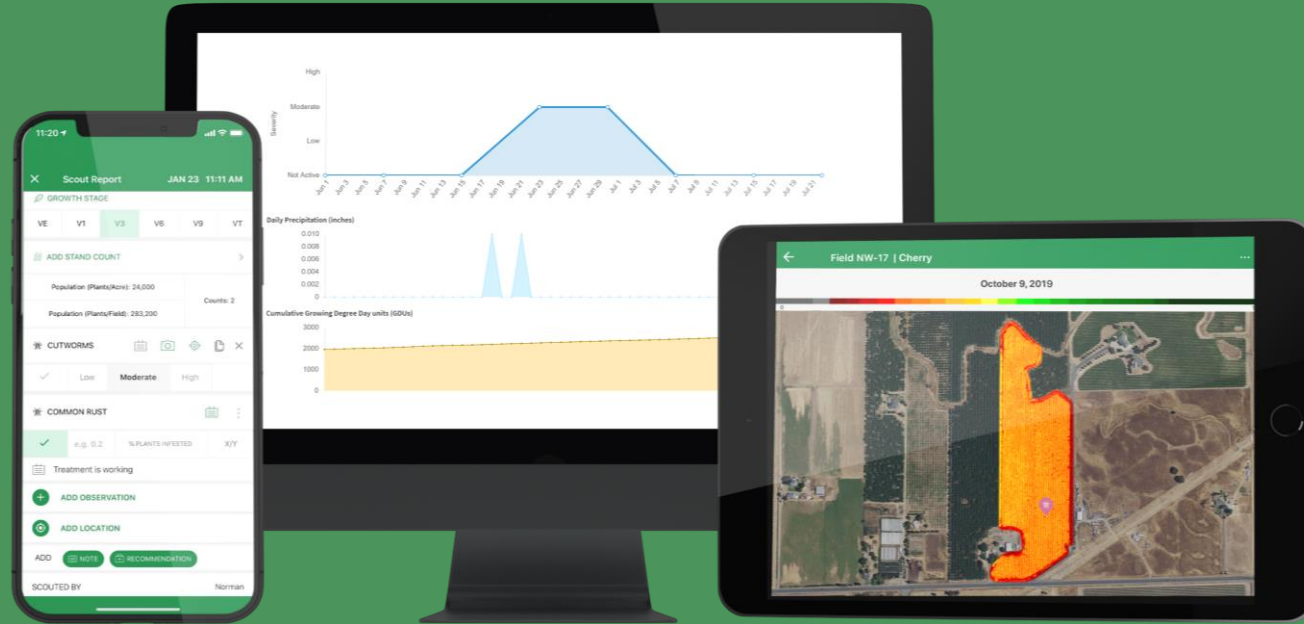 11:20
Scout Report
JAN 23 11:11 AM
GROWTH STAGE
VE V1 V3 V6 V9 VT
ADD STAND COUNT
Population (Plants/Acre): 24,000
Counts: 2
Population (Plants/Field): 283,200
CUTWORMS
Low Moderate High
COMMON RUST
e.g. 0.2 % PLANTS INFESTED X/Y
Treatment is working
ADD OBSERVATION
ADD LOCATION
ADD NOTE RECOMMENDATION
SCOUTED BY Norman
Severity
High
Moderate
Low
Not Active
Jun 1 Jun 3 Jun 5 Jun 7 Jun 9 Jun 11 Jun 13 Jun 15 Jun 17 Jun 19 Jun 21 Jun 23 Jun 25 Jun 27 Jun 29 Jul 1 Jul 3 Jul 5 Jul 7 Jul 9 Jul 11 Jul 13 Jul 15 Jul 17 Jul 19 Jul 21
Daily Precipitation (inches)
0.010
0.008
0.006
0.004
0.002
0
Cumulative Growing Degree Day units (GDUs)
3000
2000
1000
0
Field NW-17 | Cherry
October 9, 2019